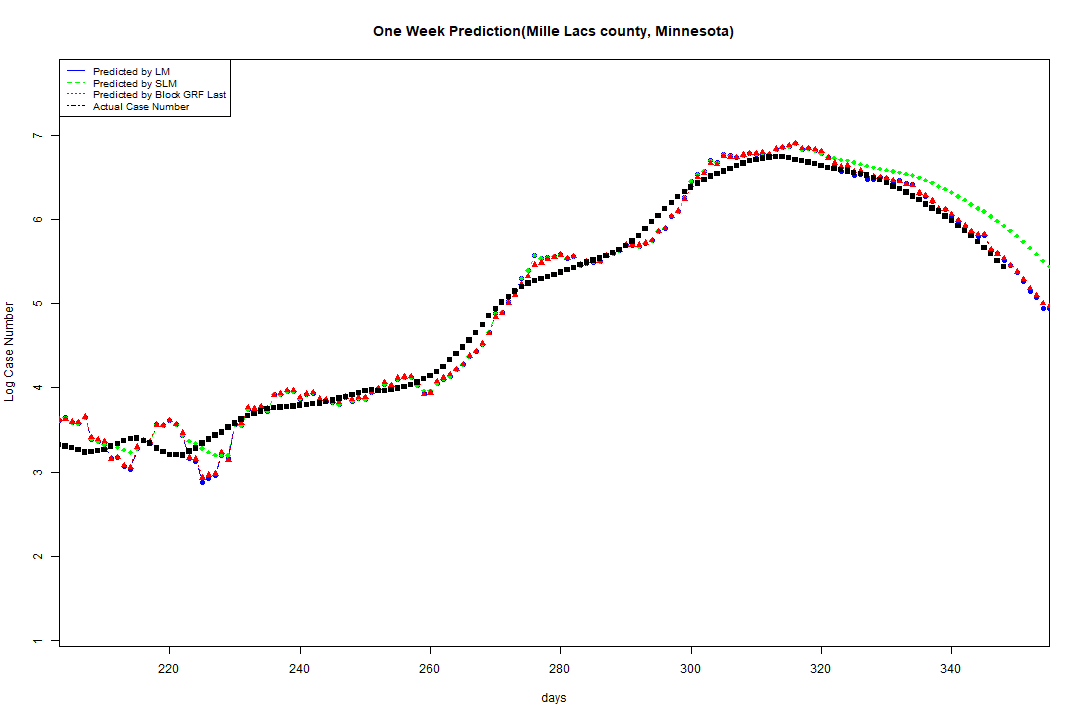 One Week Prediction(Mille Lacs county, Minnesota)
Predicted by LM
Predicted by SLM
Predicted by Block GRF Last
Actual Case Number
7
6
5
4
3
2
1
Log Case Number
220 240 260 280 300 320 340
days